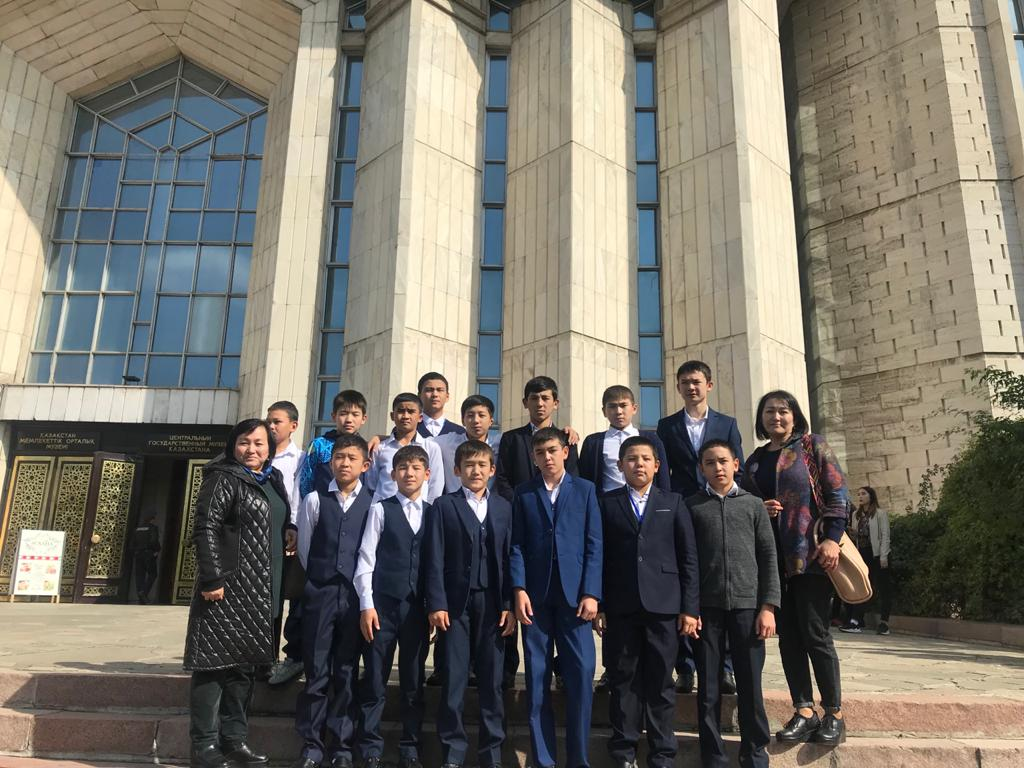 ҚАЗАҚСТАН
МЕМЛЕКЕТТІК ОРТАЛЫҚ
МУЗЕЙІ
ЦЕНТРАЛЬНЫЙ
ГОСУДАРСТВЕННЫЙ МУЗЕЙ
КАЗАХСТАНА